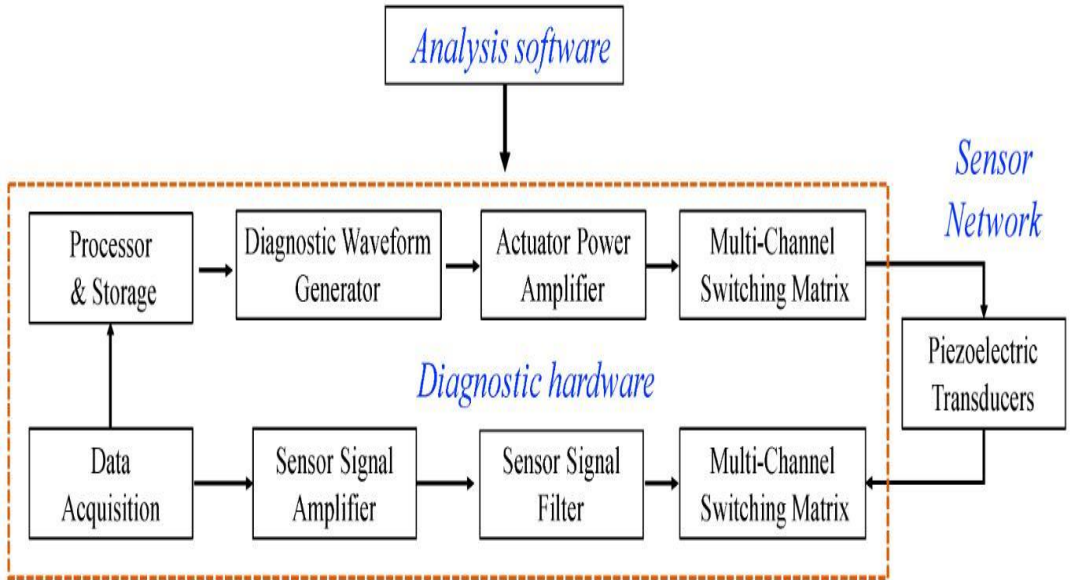 Analysis software
Sensor
Network
Processor
& Storage
Diagnostic Waveform
Generator
Actuator Power
Amplifier
Multi-Channel
Switching Matrix
Piezoelectric
Transducers
Diagnostic hardware
Data
Acquisition
Sensor Signal
Amplifier
Sensor Signal
Filter
Multi-Channel
Switching Matrix